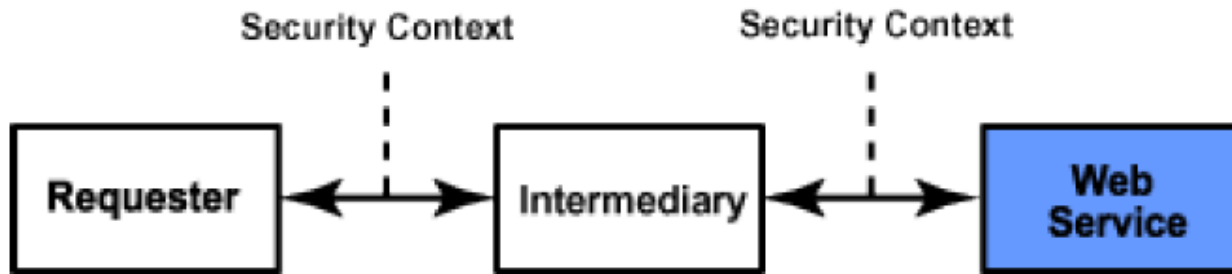 Security Context
Security Context
Requester
Intermediary
Web
Service